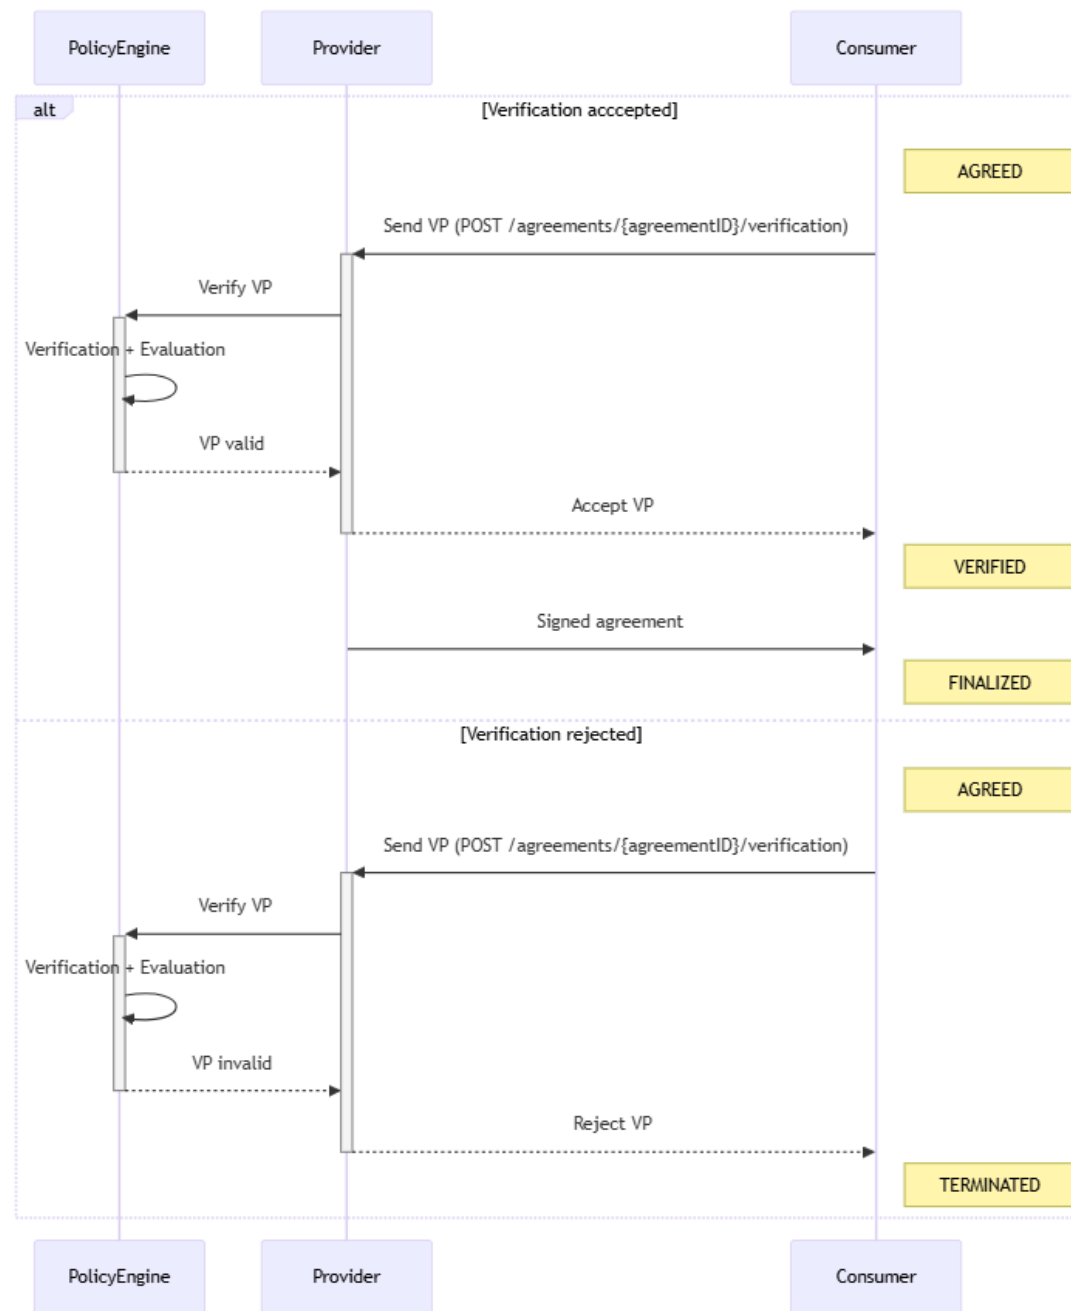 PolicyEngine
Provider
Consumer
alt
[Verification acccepted]
AGREED
Send VP (POST /agreements/{agreementID}/verification)
Verify VP
Verification + Evaluation
VP valid
Accept VP
VERIFIED
Signed agreement
FINALIZED
[Verification rejected]
AGREED
Send VP (POST /agreements/{agreementID}/verification)
Verify VP
Verification + Evaluation
VP invalid
Reject VP
TERMINATED
PolicyEngine
Provider
Consumer